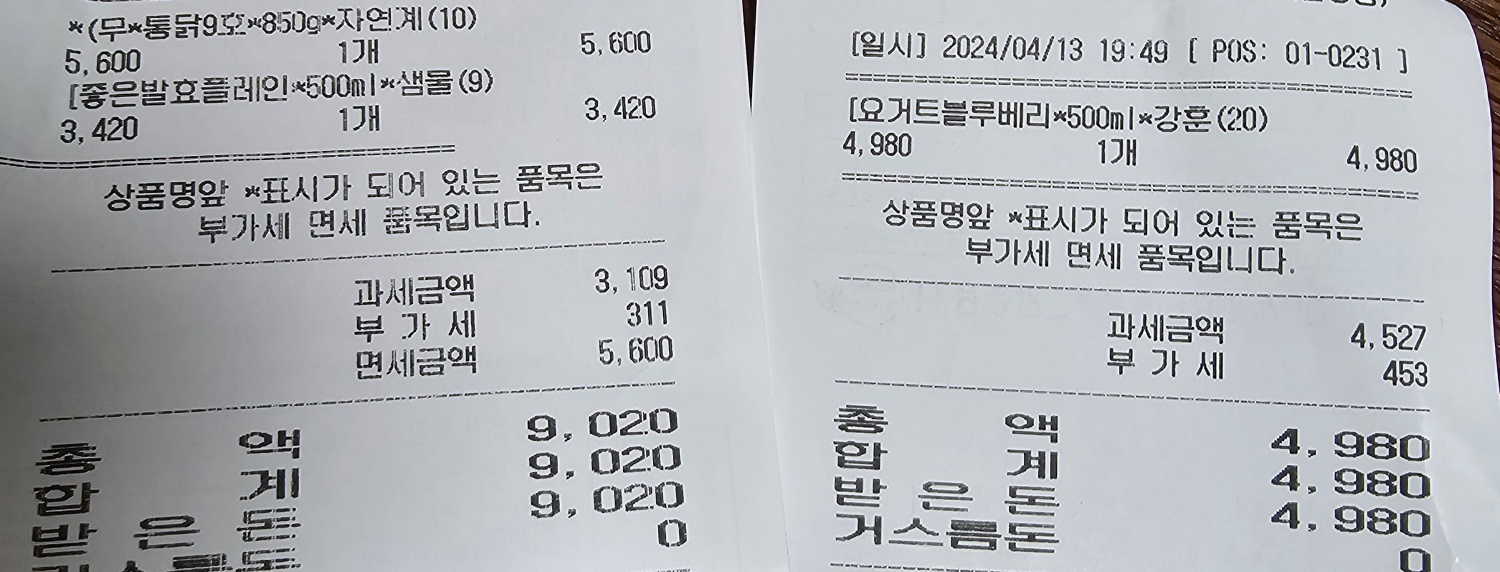 *(무*통닭9호*850g*자연계(10)
5,600 1개 5,600
[좋은발효플레인*500ml*샘물(9)
3,420 1개 3,420
상품명앞 *표시가 되어 있는 품목은
부가세 면세 품목입니다.
과세금액 3,109
부 가 세 311
면세금액 5,600
총 액 9,020
합 계 9,020
받 은 돈 9,020
거스름돈 0
[일시] 2024/04/13 19:49 [ POS: 01-0231 ]
[요거트블루베리*500ml*강훈(20)
4,980 1개 4,980
상품명앞 *표시가 되어 있는 품목은
부가세 면세 품목입니다.
과세금액 4,527
부 가 세 453
총 액 4,980
합 계 4,980
받 은 돈 4,980
거스름돈 0